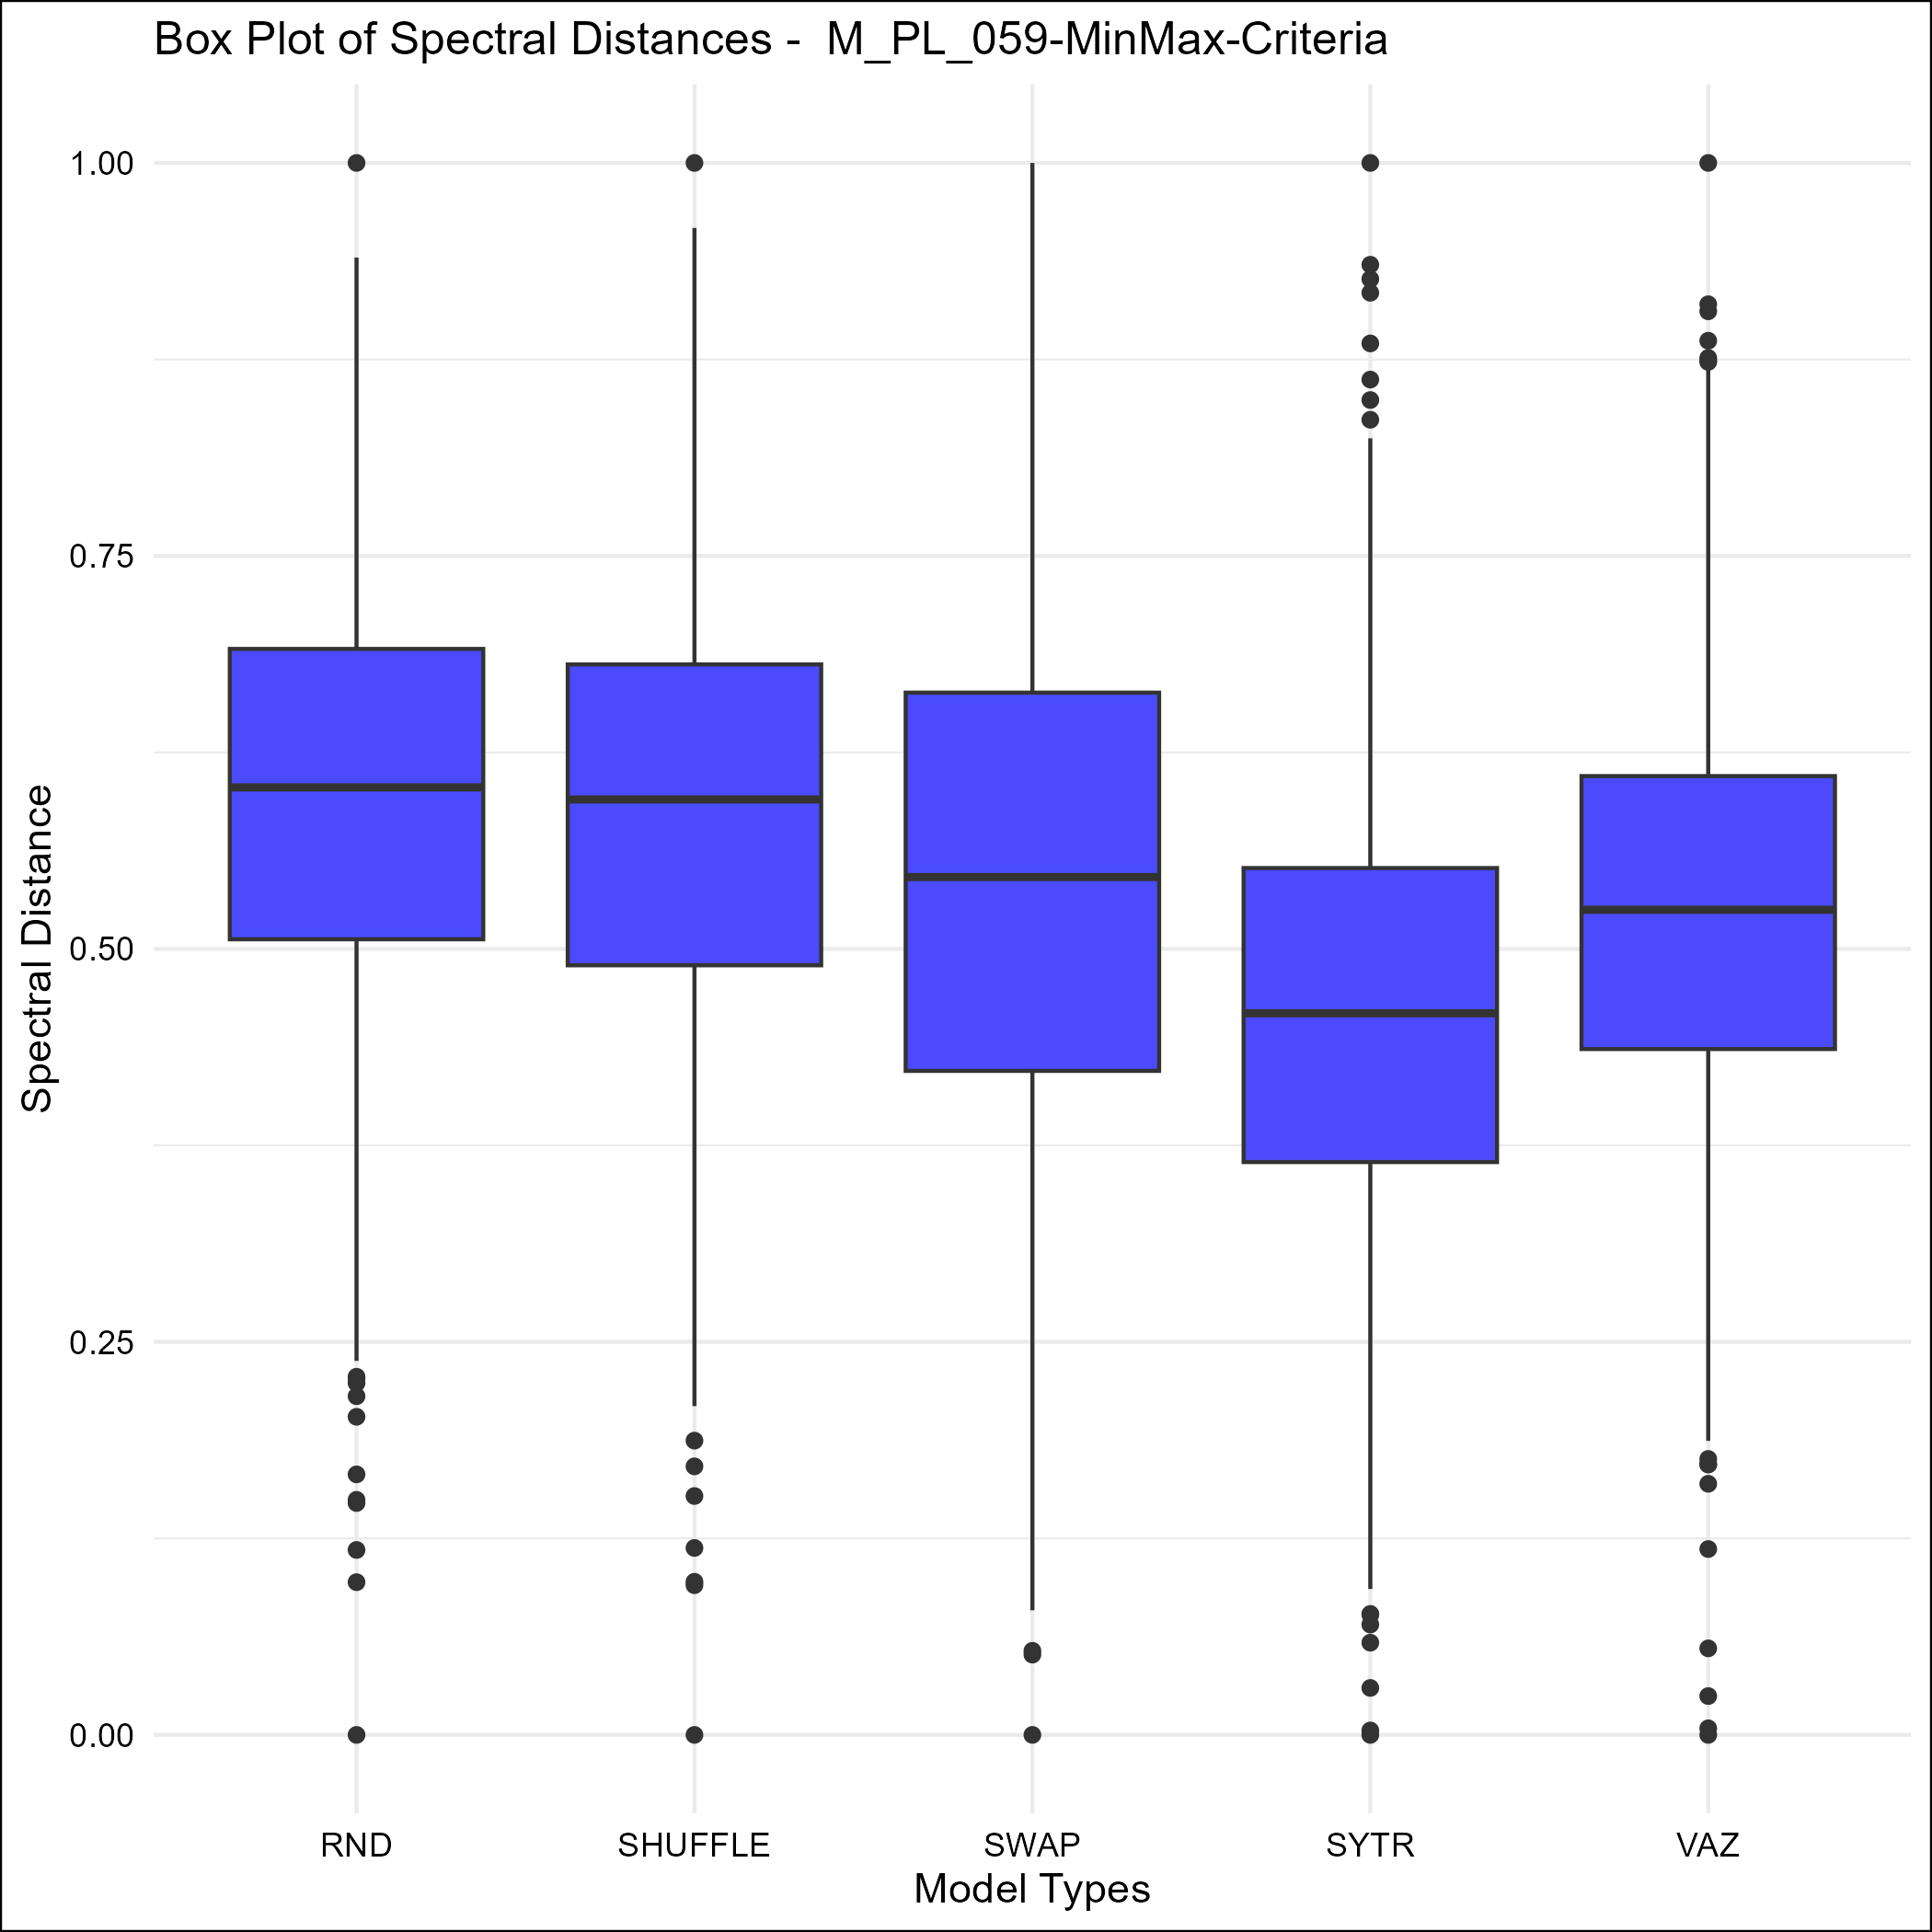 Box Plot of Spectral Distances -  M_PL_059-MinMax-Criteria
Spectral Distance
1.00
0.75
0.50
0.25
0.00
RND SHUFFLE SWAP SYTR VAZ
Model Types